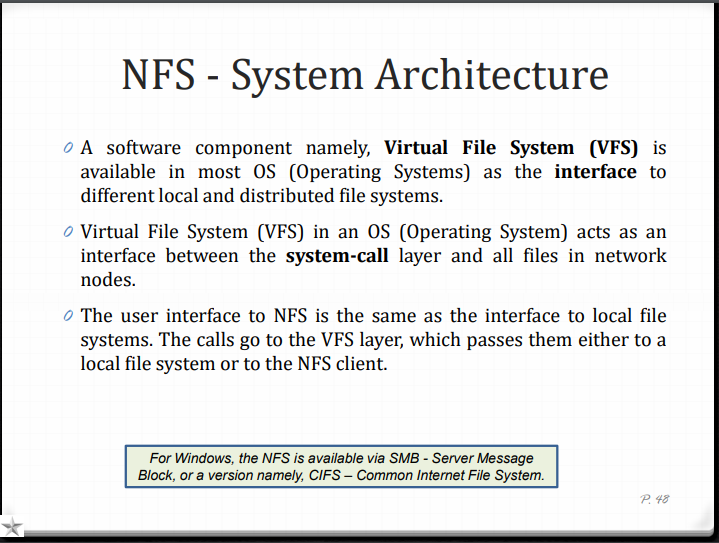 NFS - System Architecture
A software component namely, Virtual File System (VFS) is
available in most OS (Operating Systems) as the interface to
different local and distributed file systems.
Virtual File System (VFS) in an OS (Operating System) acts as an
interface between the system-call layer and all files in network
nodes.
The user interface to NFS is the same as the interface to local file
systems. The calls go to the VFS layer, which passes them either to a
local file system or to the NFS client.
For Windows, the NFS is available via SMB - Server Message
Block, or a version namely, CIFS – Common Internet File System.
P. 48